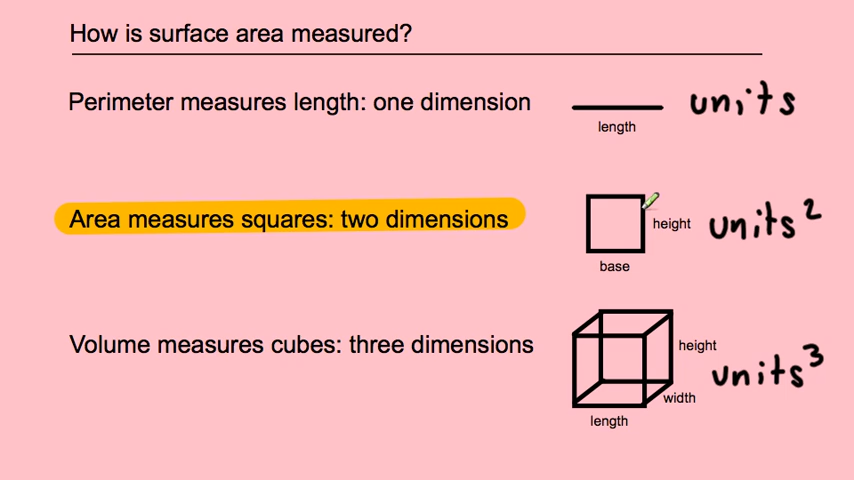 How is surface area measured?
Perimeter measures length: one dimension
length
units
Area measures squares: two dimensions
height
base
units²
Volume measures cubes: three dimensions
height
width
length
units³